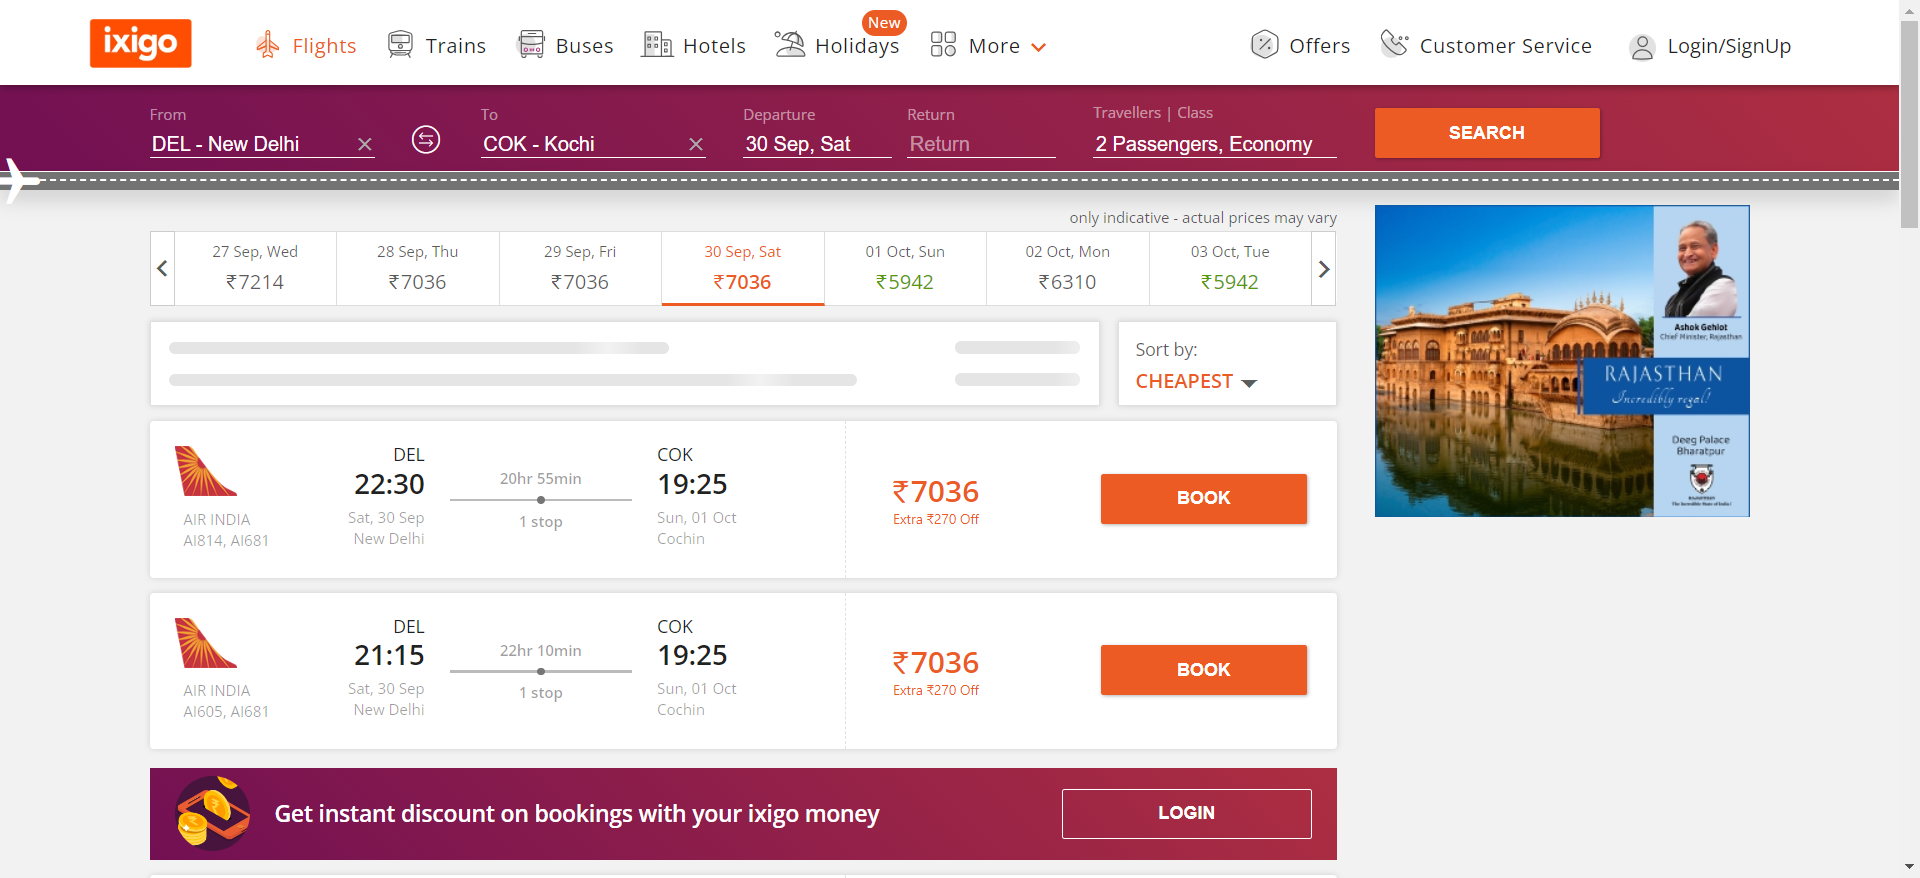 ixigo
Flights
Trains
Buses
Hotels
Holidays
New
More
Offers
Customer Service
Login/SignUp
From
DEL - New Delhi
To
COK - Kochi
Departure
30 Sep, Sat
Return
Return
Travellers | Class
2 Passengers, Economy
SEARCH
only indicative - actual prices may vary
27 Sep, Wed
₹7214
28 Sep, Thu
₹7036
29 Sep, Fri
₹7036
30 Sep, Sat
₹7036
01 Oct, Sun
₹5942
02 Oct, Mon
₹6310
03 Oct, Tue
₹5942
Sort by:
CHEAPEST
AIR INDIA
AI814, AI681
DEL
22:30
Sat, 30 Sep
New Delhi
20hr 55min
1 stop
COK
19:25
Sun, 01 Oct
Cochin
₹7036
Extra ₹270 Off
BOOK
AIR INDIA
AI605, AI681
DEL
21:15
Sat, 30 Sep
New Delhi
22hr 10min
1 stop
COK
19:25
Sun, 01 Oct
Cochin
₹7036
Extra ₹270 Off
BOOK
Get instant discount on bookings with your ixigo money
LOGIN
Ashok Gehlot
Chief Minister, Rajasthan
RAJASTHAN
Incredibly regal!
Deeg Palace
Bharatpur
RAJASTHAN
The Incredible State of India!